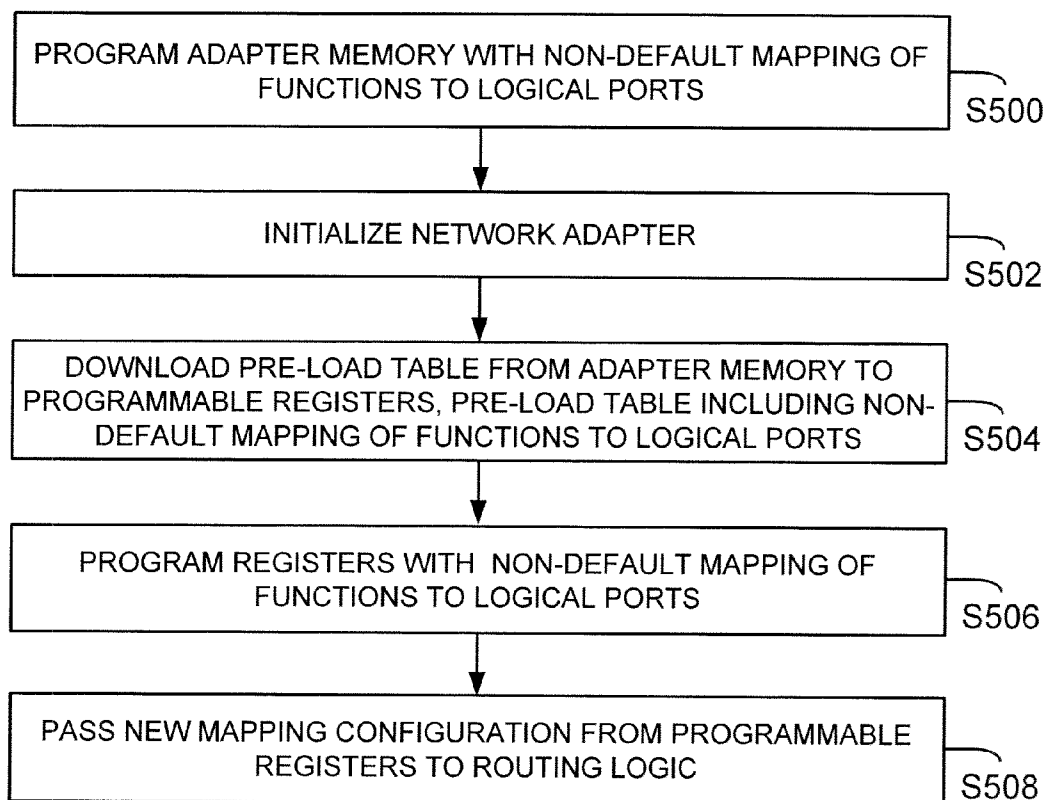 PROGRAM ADAPTER MEMORY WITH NON-DEFAULT MAPPING OF
FUNCTIONS TO LOGICAL PORTS
S500
INITIALIZE NETWORK ADAPTER
S502
DOWNLOAD PRE-LOAD TABLE FROM ADAPTER MEMORY TO
PROGRAMMABLE REGISTERS, PRE-LOAD TABLE INCLUDING NON-
DEFAULT MAPPING OF FUNCTIONS TO LOGICAL PORTS
S504
PROGRAM REGISTERS WITH NON-DEFAULT MAPPING OF
FUNCTIONS TO LOGICAL PORTS
S506
PASS NEW MAPPING CONFIGURATION FROM PROGRAMMABLE
REGISTERS TO ROUTING LOGIC
S508